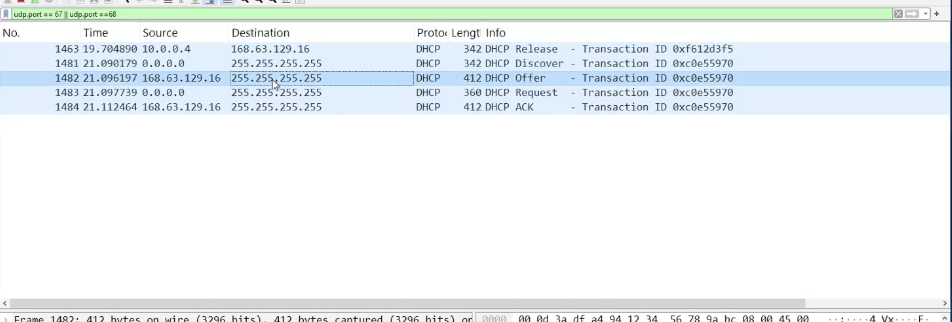 udp.port == 67 || udp.port ==68
No. Time Source Destination Protoc Lengtl Info
1463 19.704890 10.0.0.4 168.63.129.16 DHCP 342 DHCP Release - Transaction ID 0xf612d3f5
1481 21.090179 0.0.0.0 255.255.255.255 DHCP 342 DHCP Discover - Transaction ID 0xc0e55970
1482 21.096197 168.63.129.16 255.255.255.255 DHCP 412 DHCP Offer - Transaction ID 0xc0e55970
1483 21.097739 0.0.0.0 255.255.255.255 DHCP 360 DHCP Request - Transaction ID 0xc0e55970
1484 21.112464 168.63.129.16 255.255.255.255 DHCP 412 DHCP ACK - Transaction ID 0xc0e55970
Frame 1482: 412 bytes on wire (3296 bits), 412 bytes captured (3296 bits) on 0000 00 0d 3a df a4 94 12 34 56 78 9a bc 08 00 45 00 ··:····4 Vx····E·